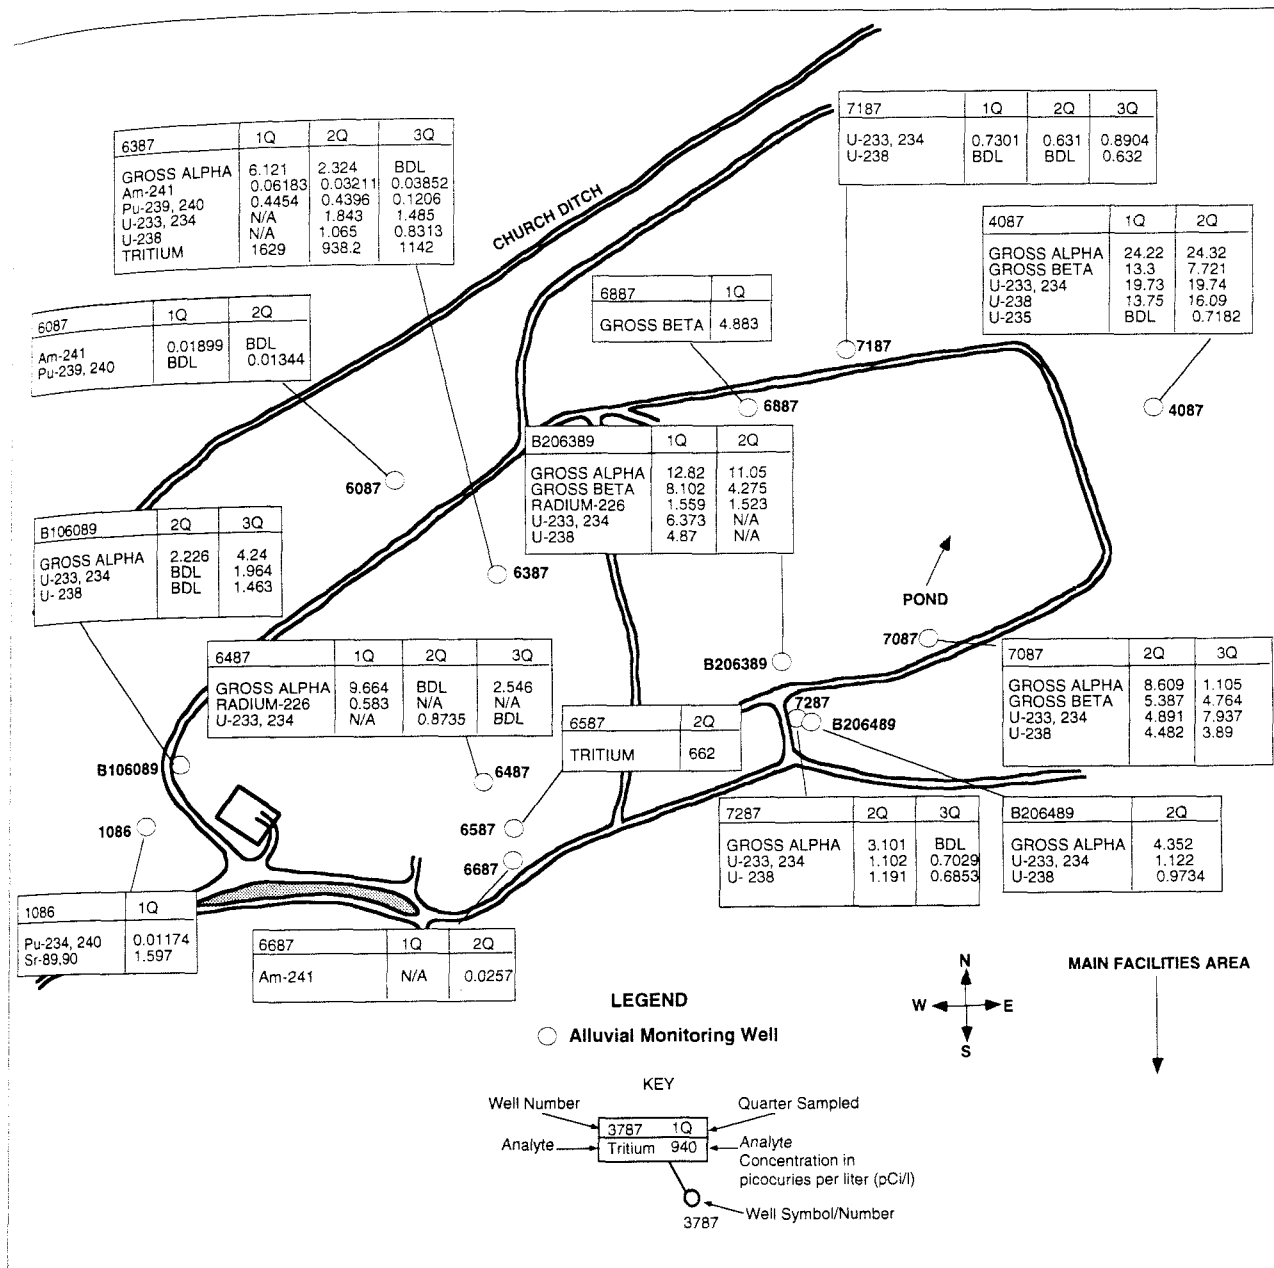 7187 1Q 2Q 3Q
U-233, 234 0.7301 0.631 0.8904
U-238 BDL BDL 0.632
6387 1Q 2Q 3Q
GROSS ALPHA 6.121 2.324 BDL
Am-241 0.06183 0.03211 0.03852
Pu-239, 240 0.4454 0.4396 0.1206
U-233, 234 N/A 1.843 1.485
U-238 N/A 1.065 0.8313
TRITIUM 1629 938.2 1142
CHURCH DITCH
4087 1Q 2Q
GROSS ALPHA 24.22 24.32
GROSS BETA 13.3 7.721
U-233, 234 19.73 19.74
U-238 13.75 16.09
U-235 BDL 0.7182
6887 1Q
GROSS BETA 4.883
6087 1Q 2Q
Am-241 0.01899 BDL
Pu-239, 240 BDL 0.01344
7187
6887
4087
B206389 1Q 2Q
GROSS ALPHA 12.82 11.05
GROSS BETA 8.102 4.275
RADIUM-226 1.559 1.523
U-233, 234 6.373 N/A
U-238 4.87 N/A
6087
B106089 2Q 3Q
GROSS ALPHA 2.226 4.24
U-233, 234 BDL 1.964
U- 238 BDL 1.463
6387
POND
7087
B206389
6487 1Q 2Q 3Q
GROSS ALPHA 9.664 BDL 2.546
RADIUM-226 0.583 N/A N/A
U-233, 234 N/A 0.8735 BDL
7087 2Q 3Q
GROSS ALPHA 8.609 1.105
GROSS BETA 5.387 4.764
U-233, 234 4.891 7.937
U-238 4.482 3.89
7287
B206489
6587 2Q
TRITIUM 662
B106089
6487
1086
6587
6687
7287 2Q 3Q
GROSS ALPHA 3.101 BDL
U-233, 234 1.102 0.7029
U- 238 1.191 0.6853
B206489 2Q
GROSS ALPHA 4.352
U-233, 234 1.122
U-238 0.9734
1086 1Q
Pu-234, 240 0.01174
Sr-89,90 1.597
6687 1Q 2Q
Am-241 N/A 0.0257
N
W E
S
MAIN FACILITIES AREA
LEGEND
Alluvial Monitoring Well
KEY
Well Number
Quarter Sampled
3787 1Q
Analyte
Tritium 940
Analyte
Concentration in
picocuries per liter (pCi/l)
Well Symbol/Number
3787